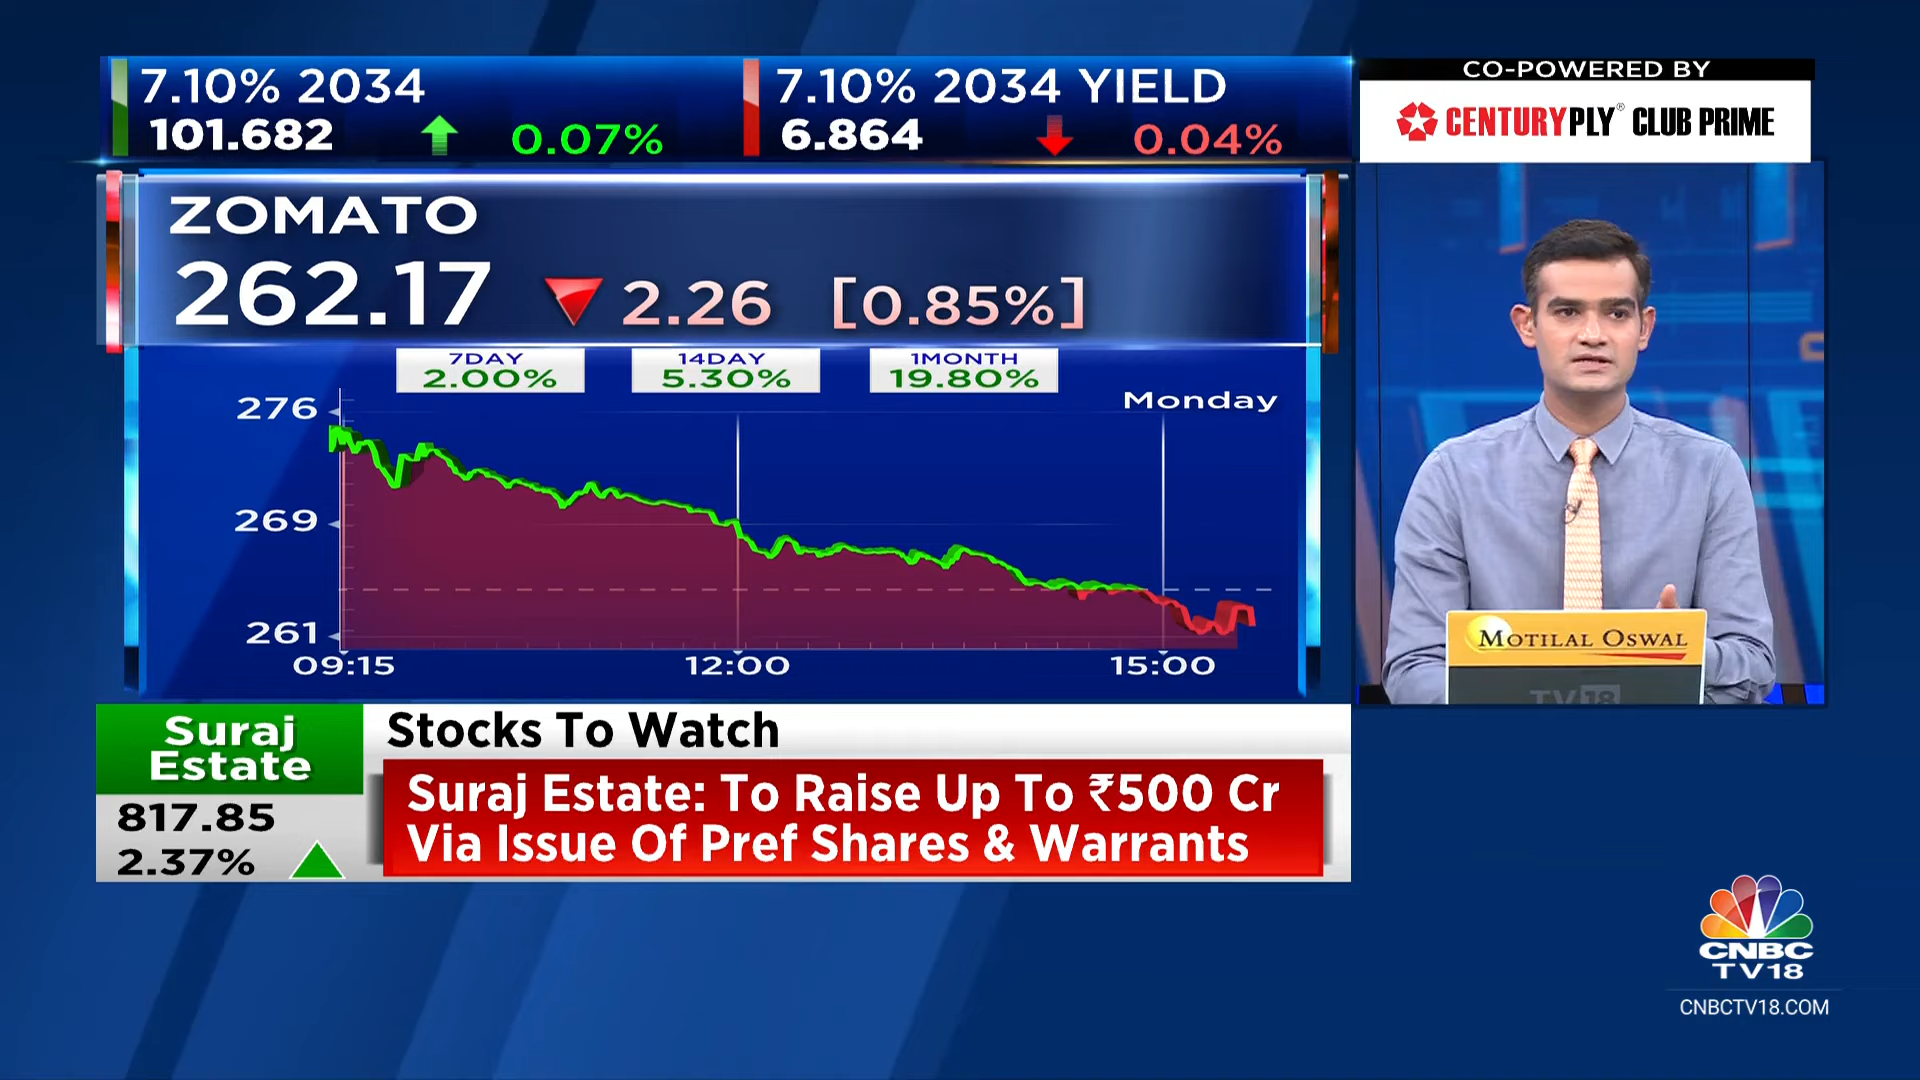 7.10% 2034
101.682 0.07%
7.10% 2034 YIELD
6.864 0.04%
CO-POWERED BY
CENTURYPLY® CLUB PRIME
ZOMATO
262.17 2.26 [0.85%]
7DAY
2.00%
14DAY
5.30%
1MONTH
19.80%
Monday
276
269
261
09:15 12:00 15:00
MOTILAL OSWAL
TV18
Suraj
Estate
817.85
2.37%
Stocks To Watch
Suraj Estate: To Raise Up To ₹500 Cr
Via Issue Of Pref Shares & Warrants
CNBC
TV18
CNBCTV18.COM